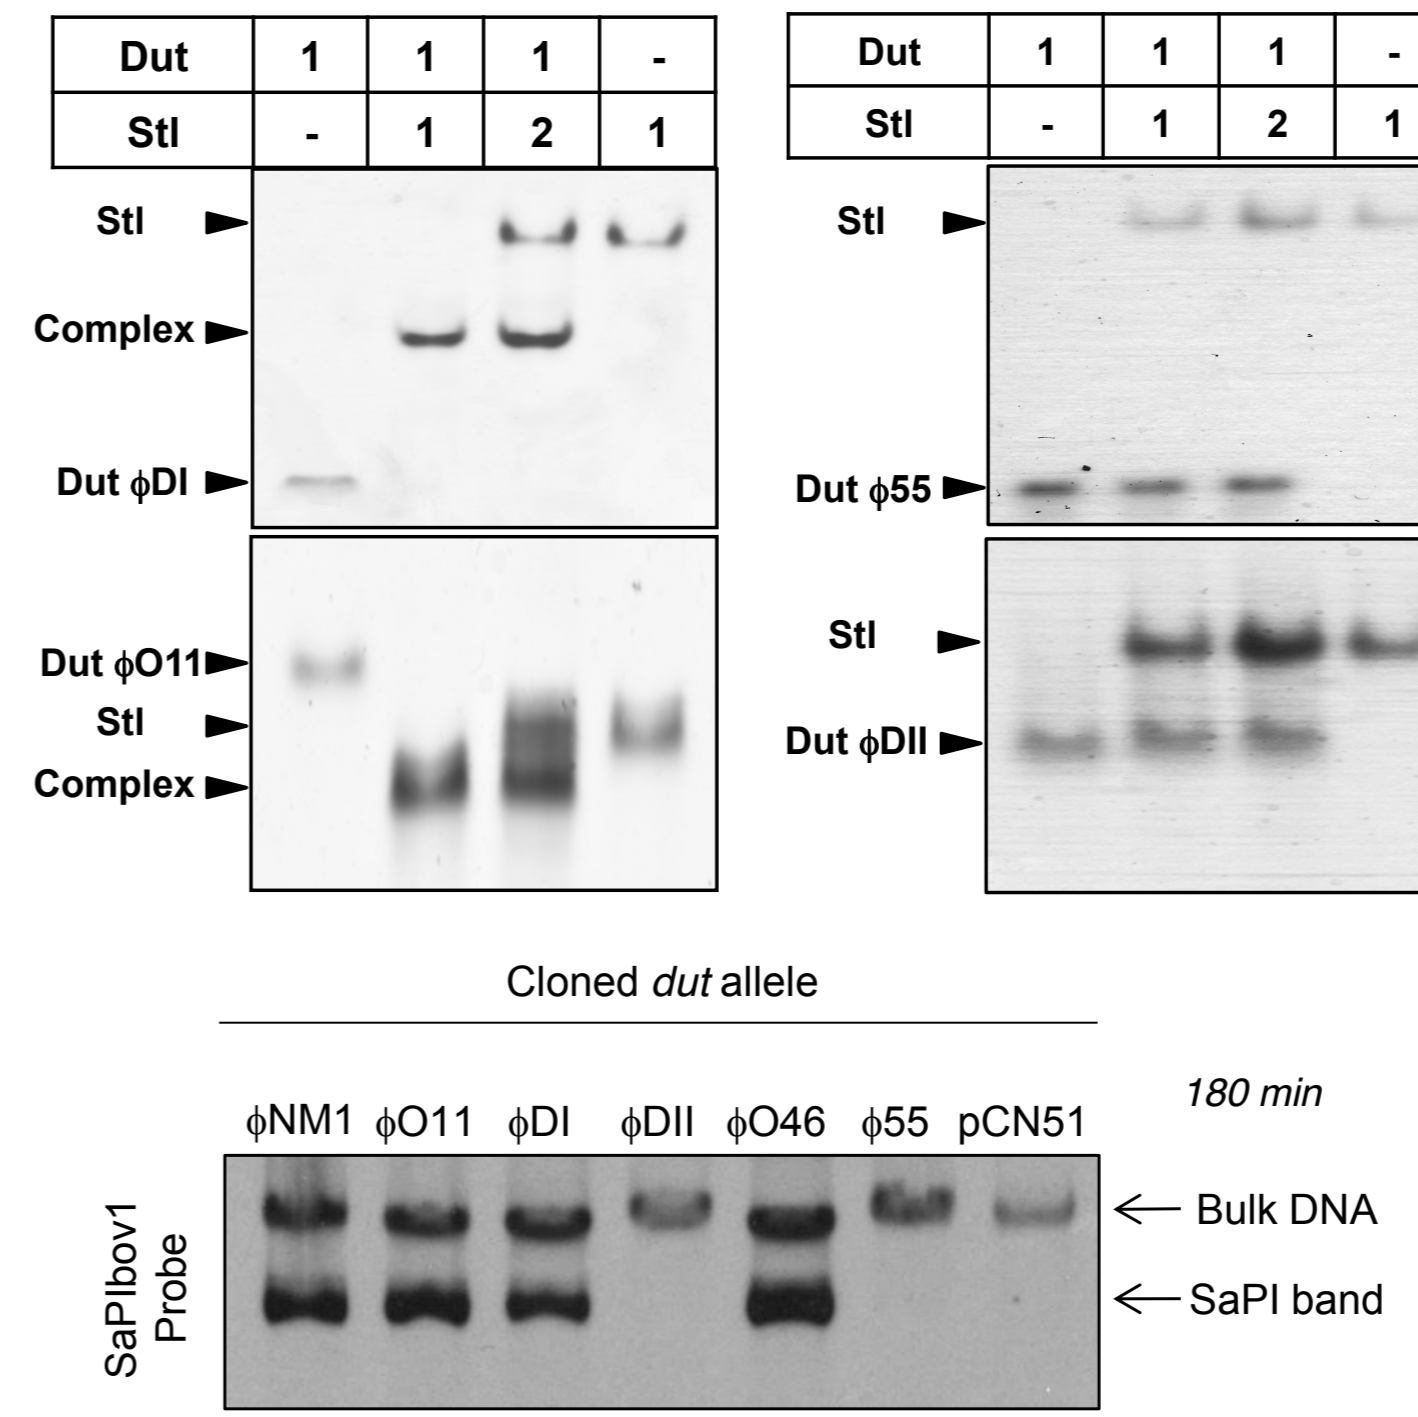 Dut 1 1 1 -
Stl - 1 2 1
Stl
Complex
Dut ϕDI
Dut ϕO11
Stl
Complex
Dut 1 1 1 -
Stl - 1 2 1
Stl
Dut ϕ55
Stl
Dut ϕDII
Cloned dut allele
180 min
ϕNM1 ϕO11 ϕDI ϕDII ϕO46 ϕ55 pCN51
SaPIbov1
Probe
Bulk DNA
SaPI band